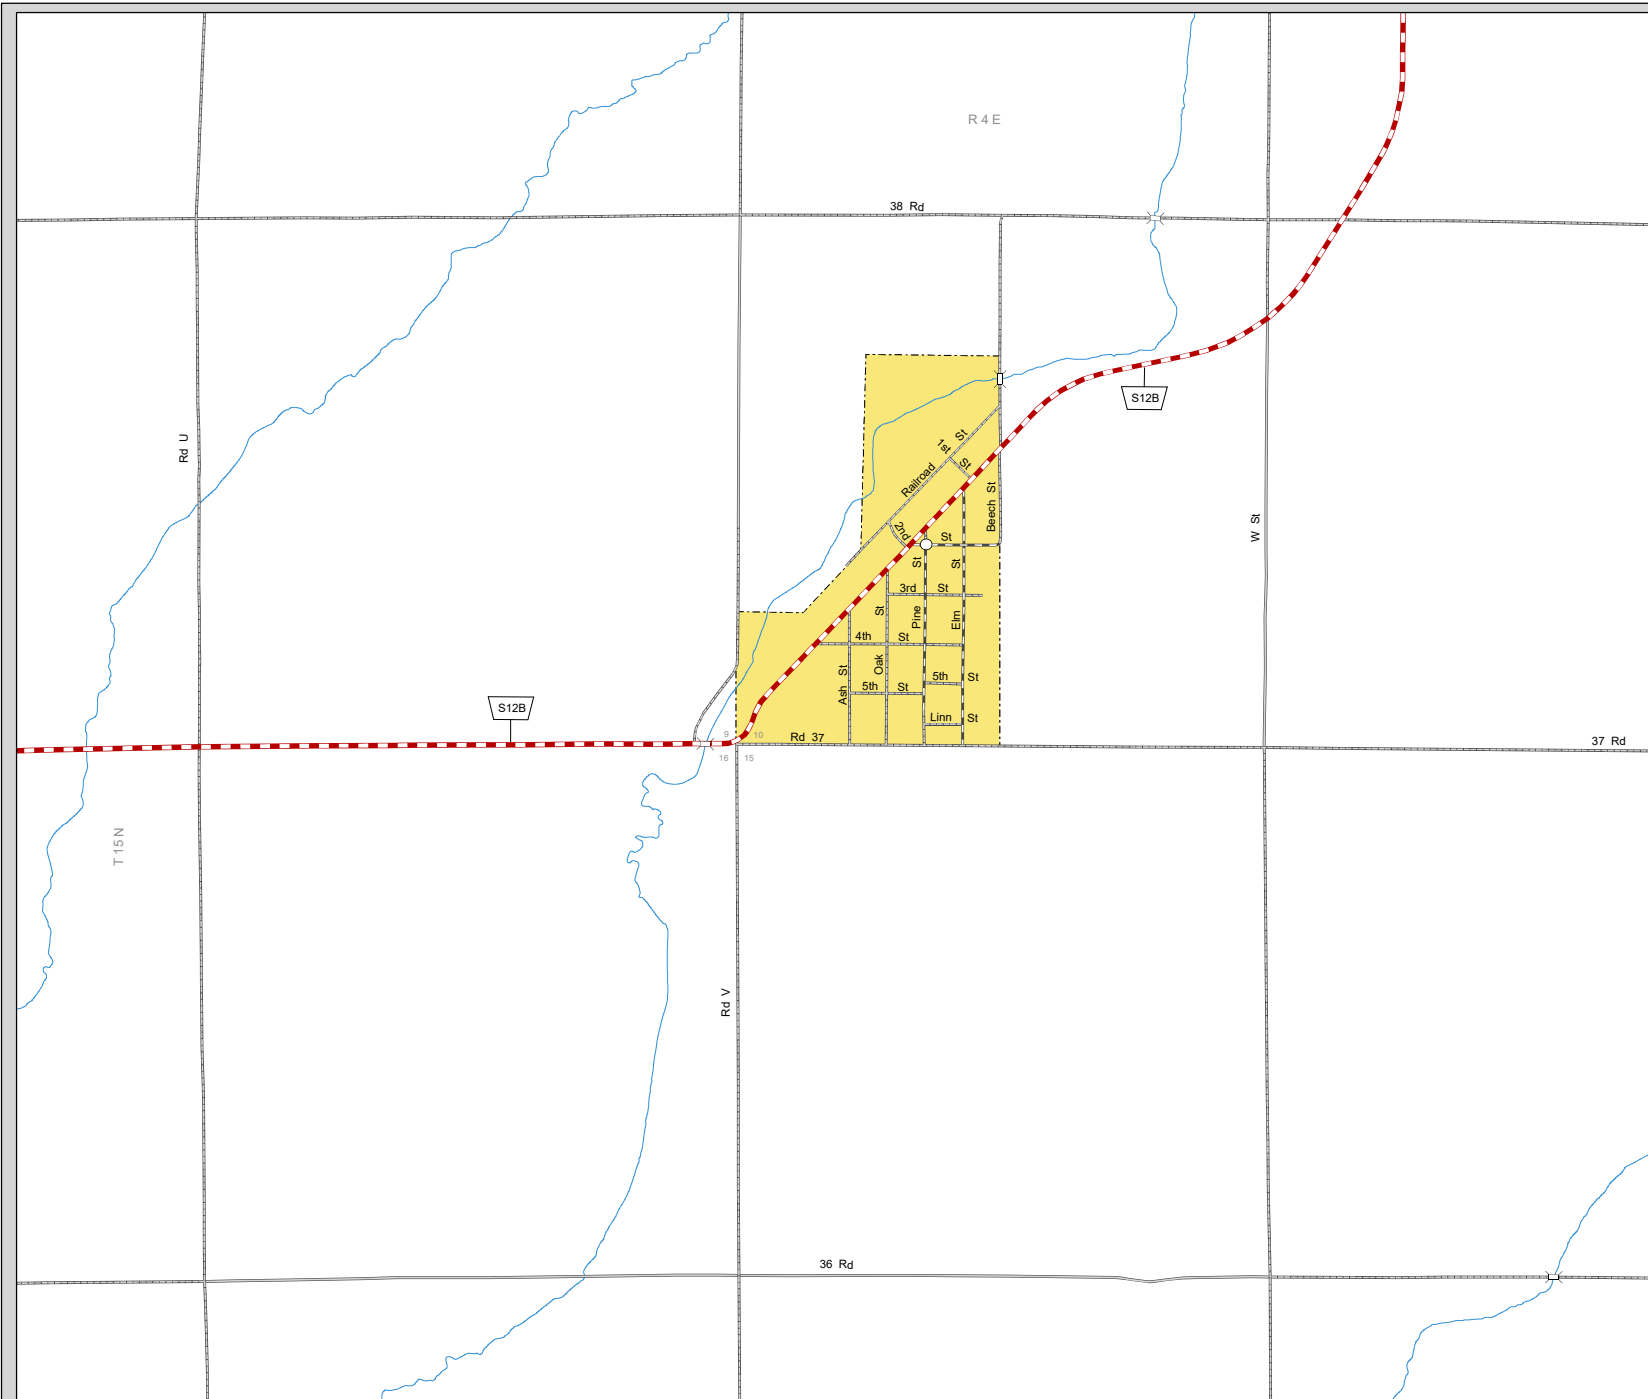 R 4 E
38 Rd
S12B
Rd U
1st St
Railroad St
Beech St
W St
2nd St
3rd St
Pine St
Elm St
4th St
Oak St
Ash St
5th St
5th St
Linn St
S12B
9 10
16 15
Rd 37
37 Rd
T 15 N
Rd V
36 Rd